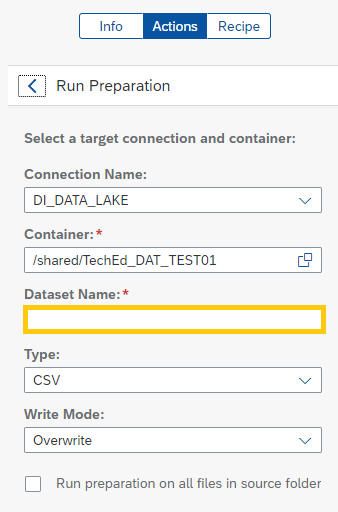 Info Actions Recipe
Run Preparation
Select a target connection and container:
Connection Name:
DI_DATA_LAKE
Container:*
/shared/TechEd_DAT_TEST01
Dataset Name:*
Type:
CSV
Write Mode:
Overwrite
Run preparation on all files in source folder